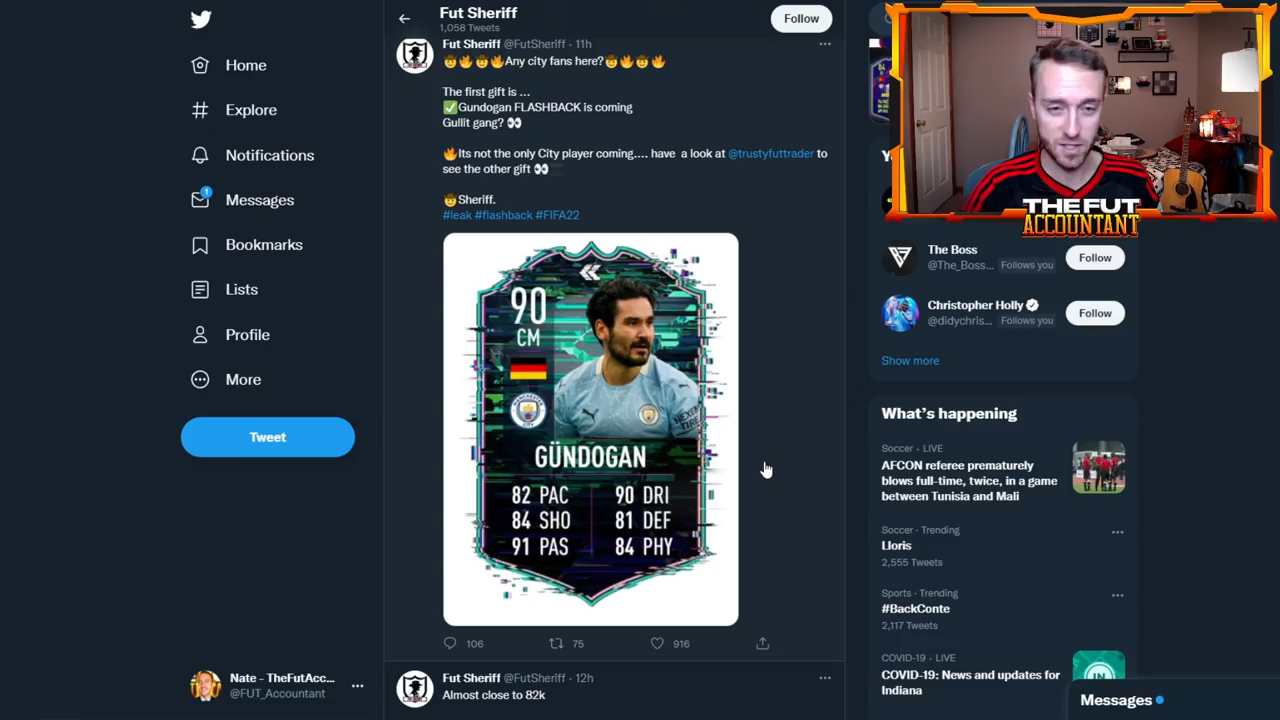 Home
Explore
Notifications
1
Messages
Bookmarks
Lists
Profile
More
Tweet
Nate - TheFutAcc...
@FUT_Accountant
Fut Sheriff
1,058 Tweets
Follow
Fut Sheriff @FutSheriff · 11h
🤠🔥🤠🔥Any city fans here?🤠🔥🤠🔥
The first gift is ...
✅Gundogan FLASHBACK is coming
Gullit gang? 👀
🔥Its not the only City player coming.... have a look at @trustyfuttrader to
see the other gift 👀
🤠Sheriff.
#leak #flashback #FIFA22
90
CM
GÜNDOGAN
82 PAC
90 DRI
84 SHO
81 DEF
91 PAS
84 PHY
106
75
916
Fut Sheriff @FutSheriff · 12h
Almost close to 82k
THE FUT
ACCOUNTANT
The Boss
@The_Boss...
Follows you
Follow
Christopher Holly
@didychris...
Follows you
Follow
Show more
What's happening
Soccer · LIVE
AFCON referee prematurely
blows full-time, twice, in a game
between Tunisia and Mali
Soccer · Trending
Lloris
2,555 Tweets
Sports · Trending
#BackConte
2,117 Tweets
COVID-19 · LIVE
COVID-19: News and updates for
Indiana
IN
Messages